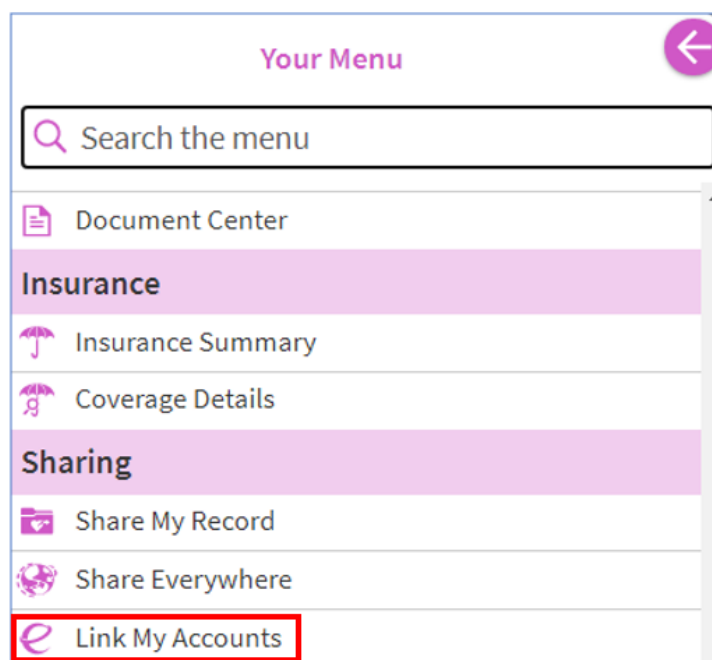 Your Menu
Search the menu
Document Center
Insurance
Insurance Summary
Coverage Details
Sharing
Share My Record
Share Everywhere
Link My Accounts